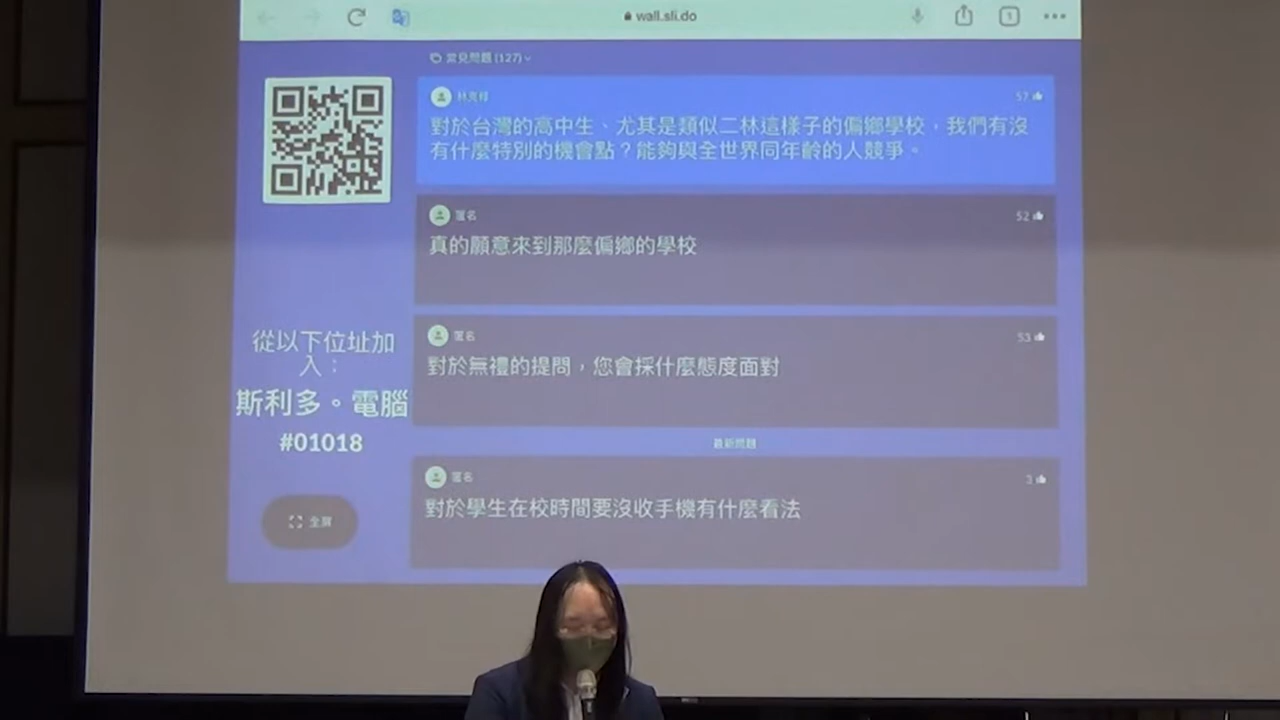 wall.sli.do
1
常見問題 (127)
57
對於台灣的高中生、尤其是類似二林這樣子的偏鄉學校，我們有沒
有什麼特別的機會點？能夠與全世界同年齡的人競爭。
匿名
52
真的願意來到那麼偏鄉的學校
匿名
53
對於無禮的提問，您會採什麼態度面對
最新問題
匿名
3
對於學生在校時間要沒收手機有什麼看法
從以下位址加
入：
斯利多。電腦
#01018
全屏